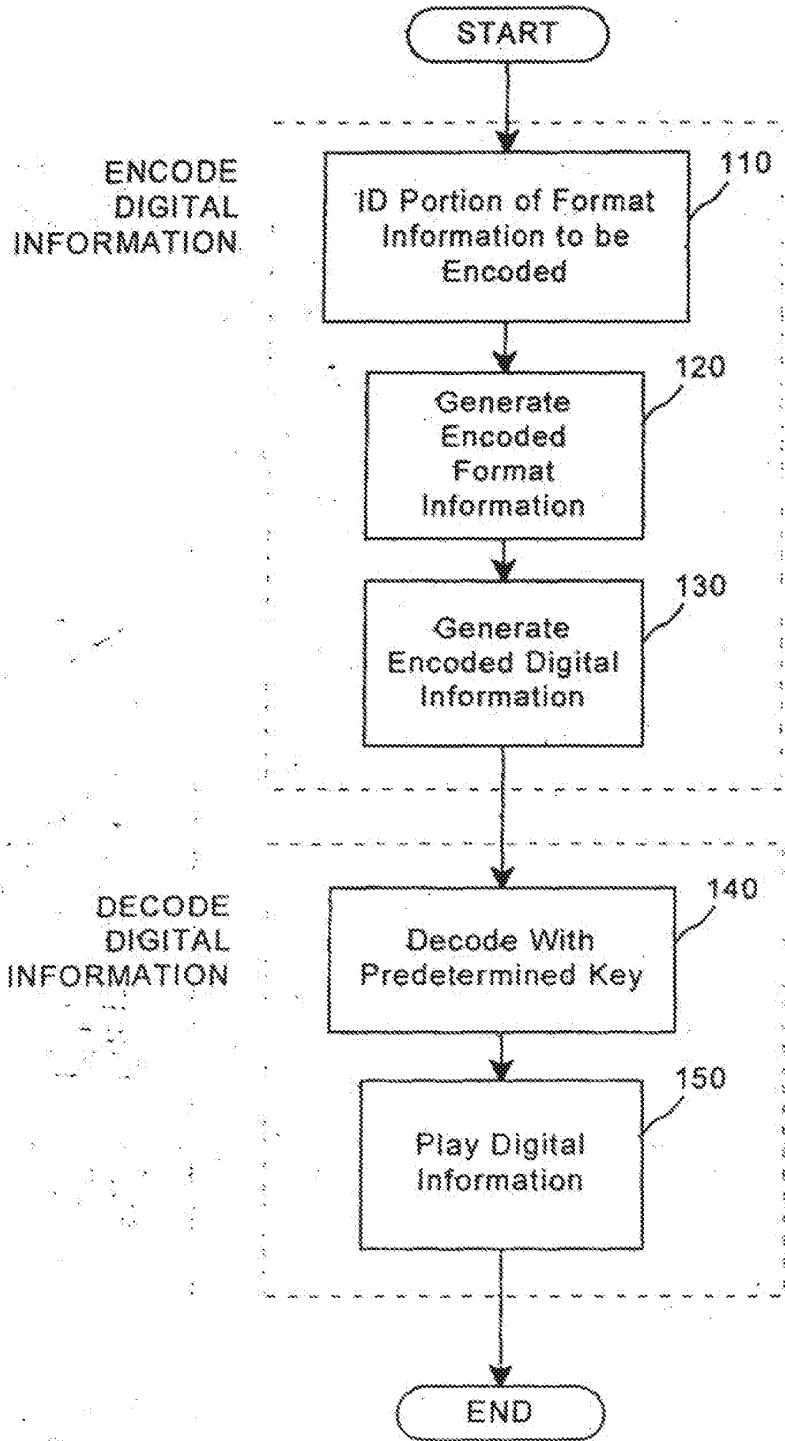 START
ENCODE
DIGITAL
INFORMATION
110
ID Portion of Format
Information to be
Encoded
120
Generate
Encoded
Format
Information
130
Generate
Encoded Digital
Information
DECODE
DIGITAL
INFORMATION
140
Decode With
Predetermined Key
150
Play Digital
Information
END